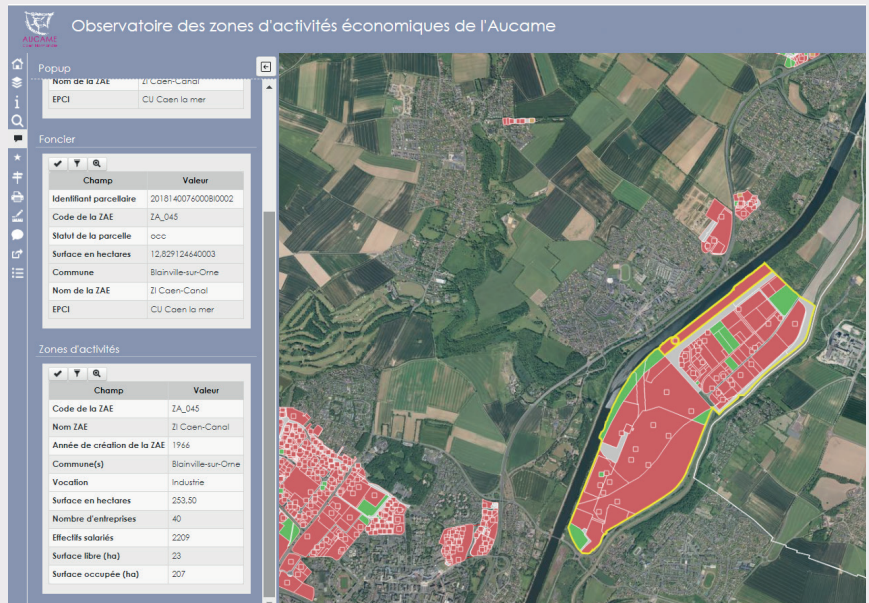 Observatoire des zones d'activités économiques de l'Aucame
AUCAME
Popup
Nom de la ZAE ZI Caen-Canal
EPCI CU Caen la mer
Foncier
Champ Valeur
Identifiant parcellaire 2018140076000BI0002
Code de la ZAE ZA_045
Statut de la parcelle occ
Surface en hectares 12,829124640003
Commune Blainville-sur-Orne
Nom de la ZAE ZI Caen-Canal
EPCI CU Caen la mer
Zones d'activités
Champ Valeur
Code de la ZAE ZA_045
Nom ZAE ZI Caen-Canal
Année de création de la ZAE 1966
Commune(s) Blainville-sur-Orne
Vocation Industrie
Surface en hectares 253,50
Nombre d'entreprises 40
Effectifs salariés 2209
Surface libre (ha) 23
Surface occupée (ha) 207